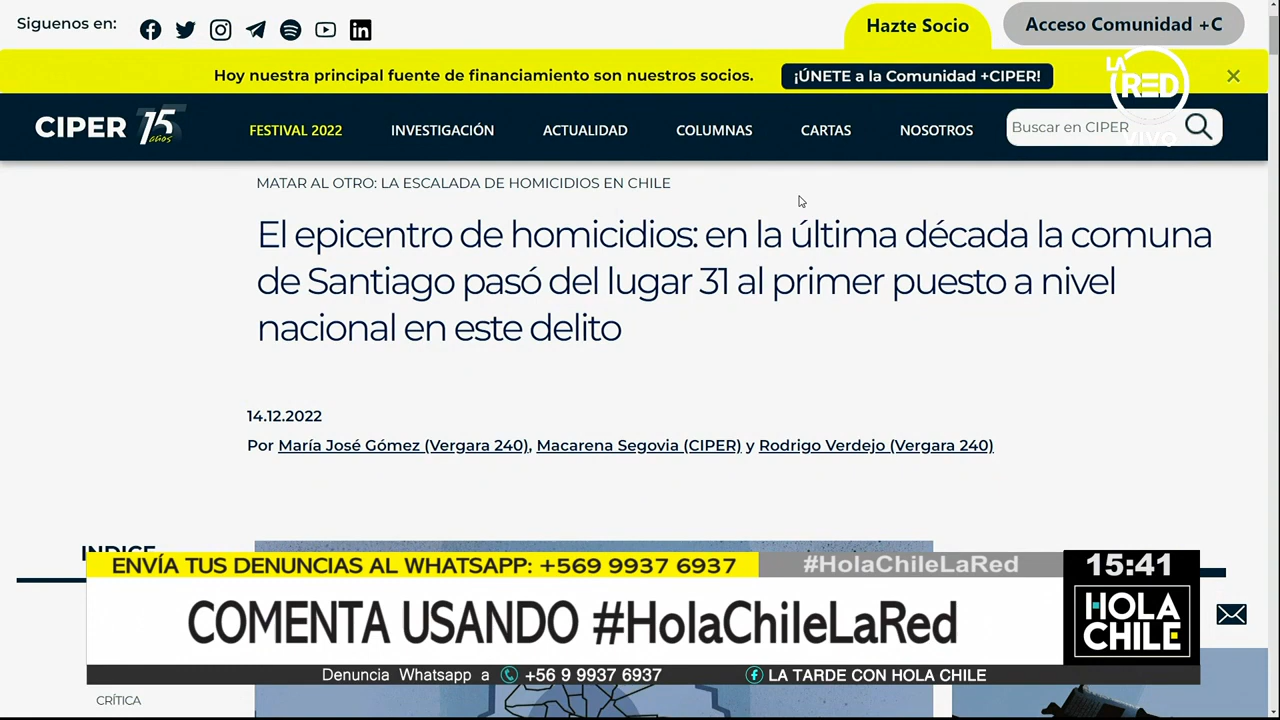 Siguenos en:
Hazte Socio
Acceso Comunidad +C
Hoy nuestra principal fuente de financiamiento son nuestros socios.
¡ÚNETE a la Comunidad +CIPER!
LA RED
VIVO
CIPER 15 años
FESTIVAL 2022
INVESTIGACIÓN
ACTUALIDAD
COLUMNAS
CARTAS
NOSOTROS
Buscar en CIPER
MATAR AL OTRO: LA ESCALADA DE HOMICIDIOS EN CHILE
El epicentro de homicidios: en la última década la comuna
de Santiago pasó del lugar 31 al primer puesto a nivel
nacional en este delito
14.12.2022
Por María José Gómez (Vergara 240), Macarena Segovia (CIPER) y Rodrigo Verdejo (Vergara 240)
INDICE
ENVÍA TUS DENUNCIAS AL WHATSAPP: +569 9937 6937
#HolaChileLaRed
15:41
COMENTA USANDO #HolaChileLaRed
HOLA
CHILE
Denuncia Whatsapp a +56 9 9937 6937
LA TARDE CON HOLA CHILE
CRÍTICA